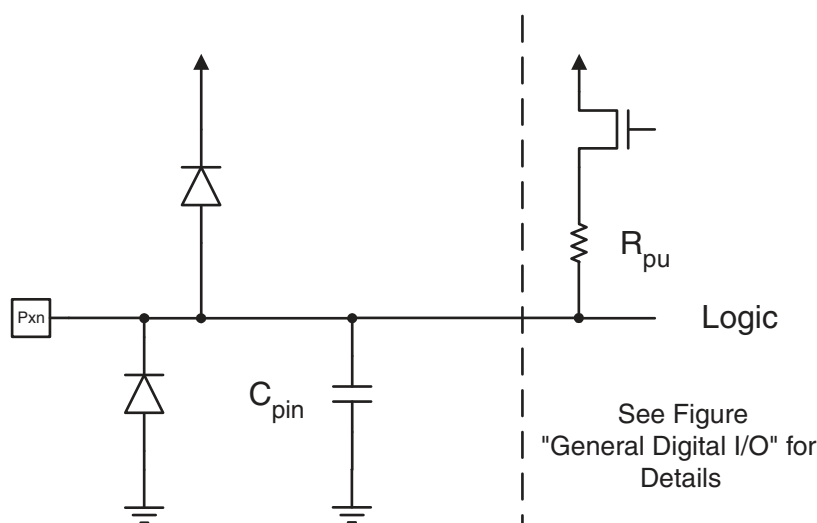 R_pu
Pxn
Logic
C_pin
See Figure
"General Digital I/O" for
Details